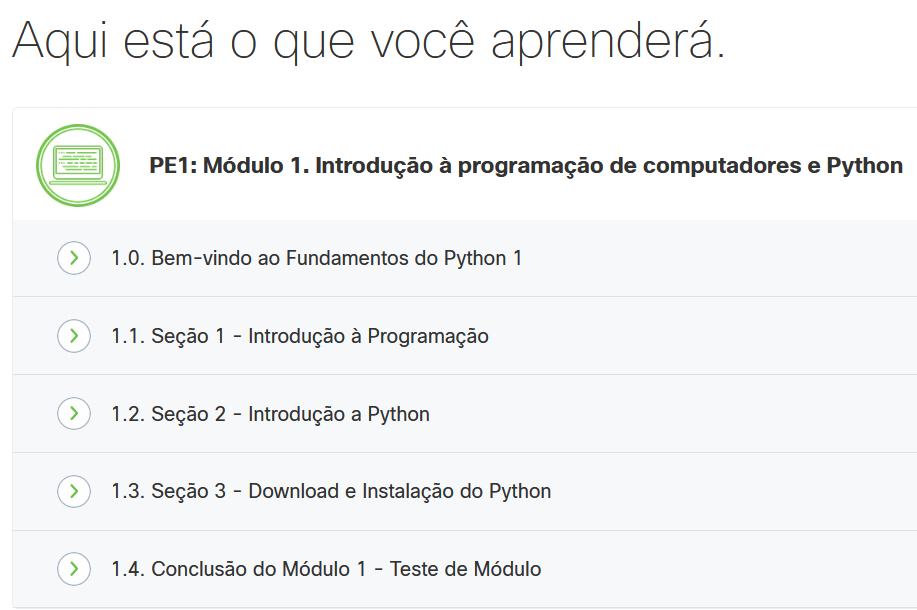 Aqui está o que você aprenderá.
PE1: Módulo 1. Introdução à programação de computadores e Python
1.0. Bem-vindo ao Fundamentos do Python 1
1.1. Seção 1 - Introdução à Programação
1.2. Seção 2 - Introdução a Python
1.3. Seção 3 - Download e Instalação do Python
1.4. Conclusão do Módulo 1 - Teste de Módulo